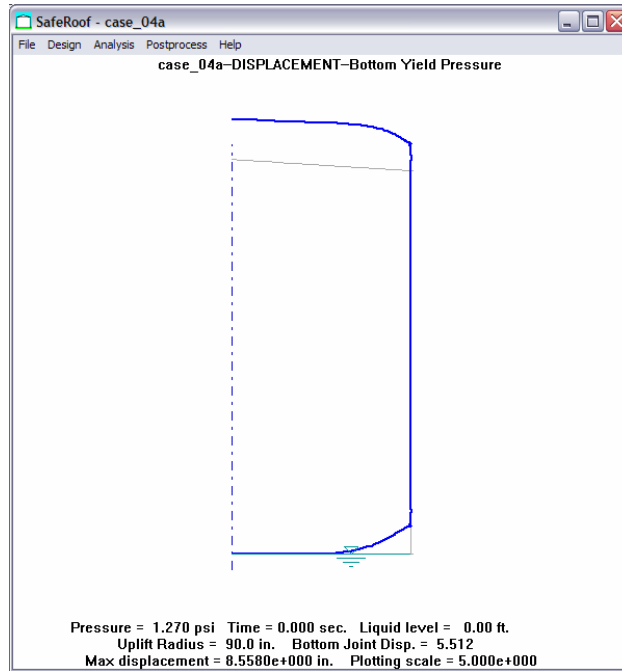 SafeRoof - case_04a
File Design Analysis Postprocess Help
case_04a-DISPLACEMENT-Bottom Yield Pressure
Pressure = 1.270 psi Time = 0.000 sec. Liquid level = 0.00 ft.
Uplift Radius = 90.0 in. Bottom Joint Disp. = 5.512
Max displacement = 8.5580e+000 in. Plotting scale = 5.000e+000